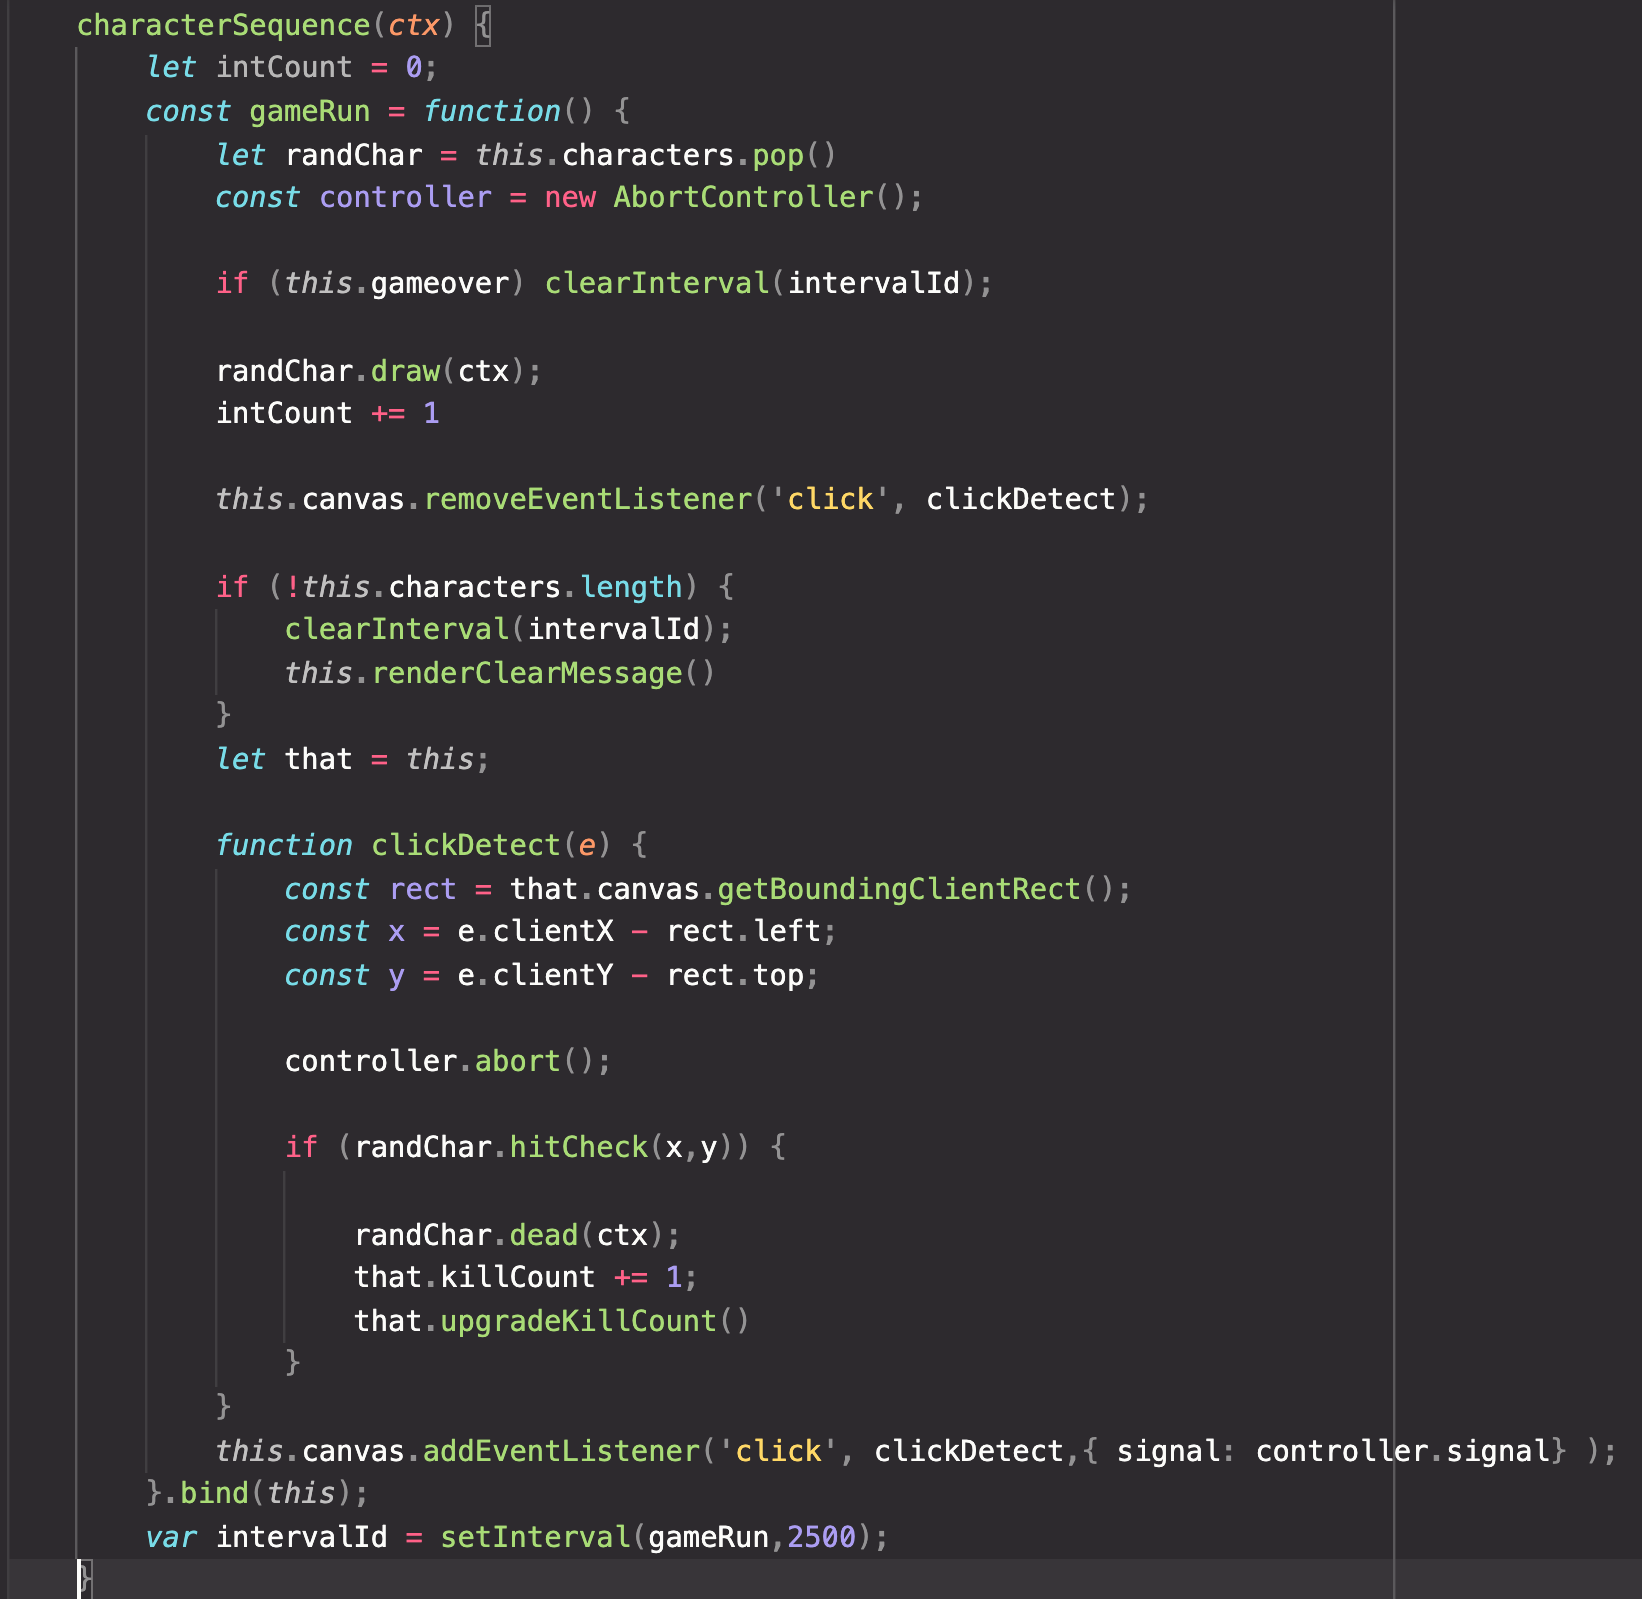 characterSequence(ctx) {
let intCount = 0;
const gameRun = function() {
let randChar = this.characters.pop()
const controller = new AbortController();
if (this.gameover) clearInterval(intervalId);
randChar.draw(ctx);
intCount += 1
this.canvas.removeEventListener('click', clickDetect);
if (!this.characters.length) {
clearInterval(intervalId);
this.renderClearMessage()
}
let that = this;
function clickDetect(e) {
const rect = that.canvas.getBoundingClientRect();
const x = e.clientX - rect.left;
const y = e.clientY - rect.top;
controller.abort();
if (randChar.hitCheck(x,y)) {
randChar.dead(ctx);
that.killCount += 1;
that.upgradeKillCount()
}
}
this.canvas.addEventListener('click', clickDetect,{ signal: controller.signal} );
}.bind(this);
var intervalId = setInterval(gameRun,2500);
}